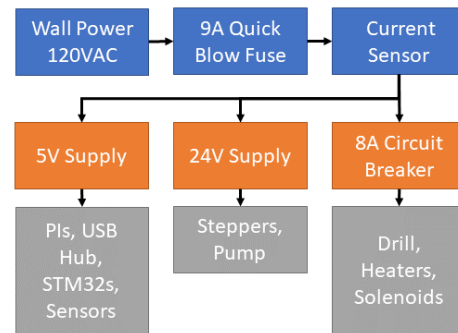 Wall Power
120VAC
9A Quick
Blow Fuse
Current
Sensor
5V Supply
24V Supply
8A Circuit
Breaker
PIs, USB
Hub,
STM32s,
Sensors
Steppers,
Pump
Drill,
Heaters,
Solenoids